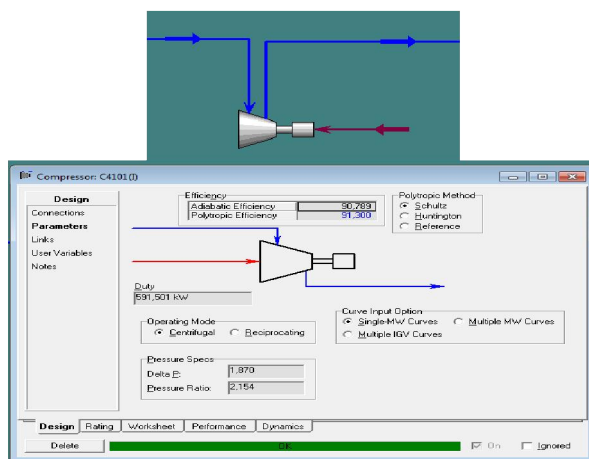 Compressor: C4101(I)
Design
Connections
Parameters
Links
User Variables
Notes
Efficiency
Adiabatic Efficiency 90,789
Polytropic Efficiency 91,300
Polytropic Method
Schultz
Huntington
Reference
Duty
591,501 kW
Operating Mode
Centrifugal Reciprocating
Curve Input Option
Single-MW Curves Multiple MW Curves
Multiple IGV Curves
Pressure Specs
Delta P: 1,870
Pressure Ratio: 2,154
Design Rating Worksheet Performance Dynamics
Delete OK On Ignored